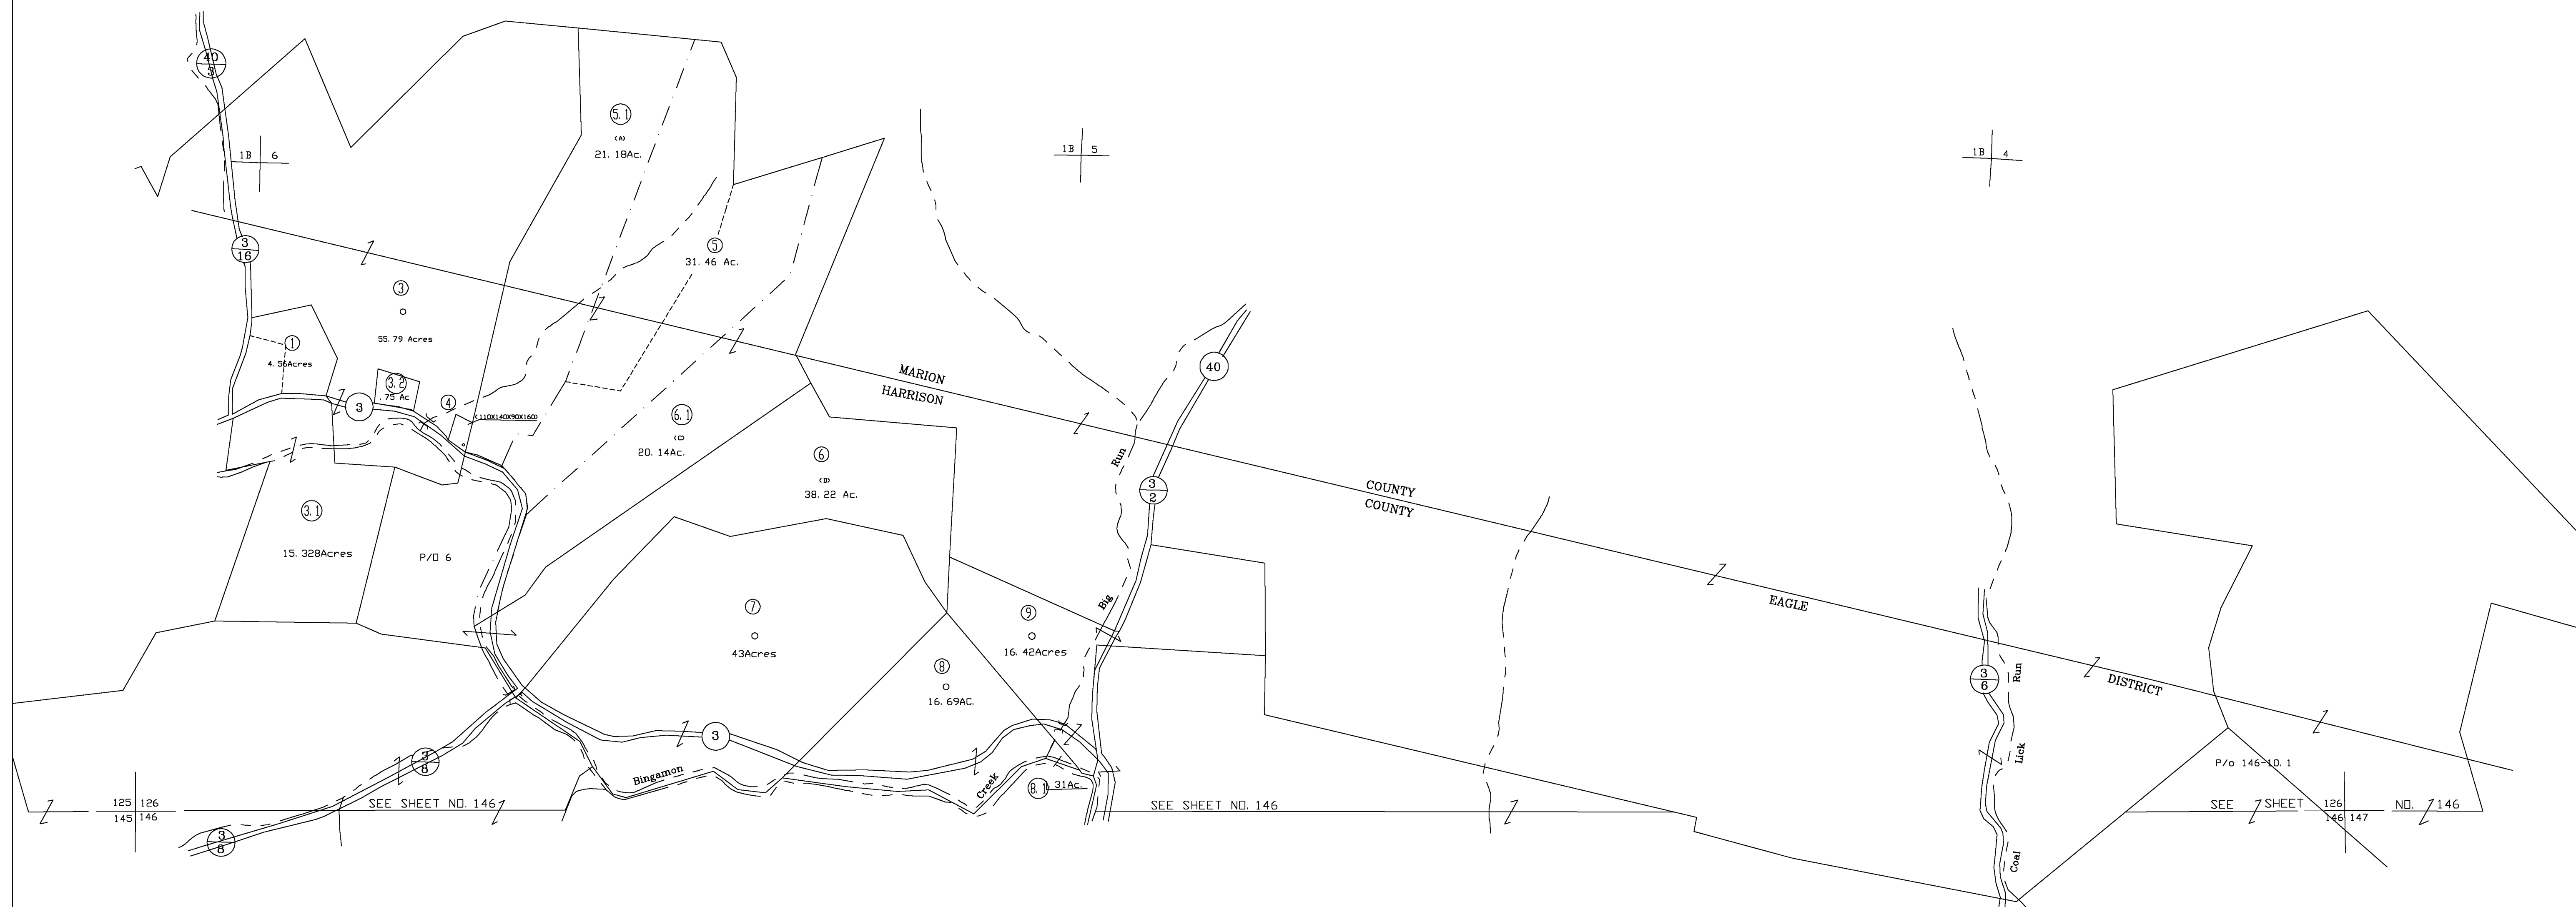 40
3
5.1
(A)
21. 18Ac.
1B 6
1B 5
1B 4
3
16
5
31. 46 Ac.
3
55. 79 Acres
1
4. 56Acres
3.2
. 75 Ac
3
4
(110X140X90X160)
6.1
20. 14Ac.
40
MARION
HARRISON
6
(B)
38. 22 Ac.
Run
3
2
COUNTY
COUNTY
3.1
15. 328Acres
P/O 6
7
43Acres
Big
9
16. 42Acres
8
16. 69AC.
EAGLE
DISTRICT
3
6
Run
Lick
Coal
3
3
8
Bingamon
Creek
8.1
. 31Ac.
P/o 146-10.1
125 126
145 146
SEE SHEET NO. 146
SEE SHEET NO. 146
SEE SHEET NO. 146
126
146 147
3
8